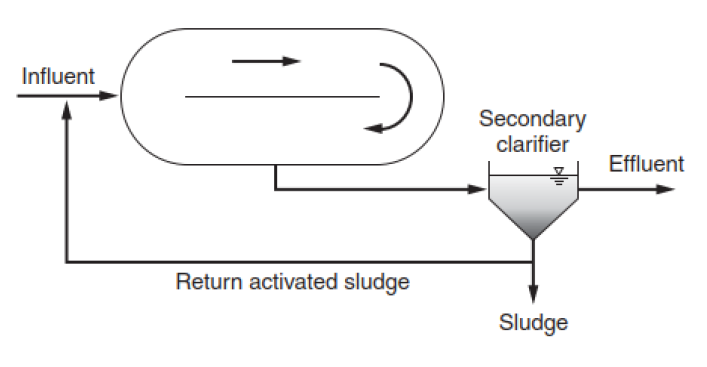 Influent
Secondary
clarifier
Effluent
Return activated sludge
Sludge